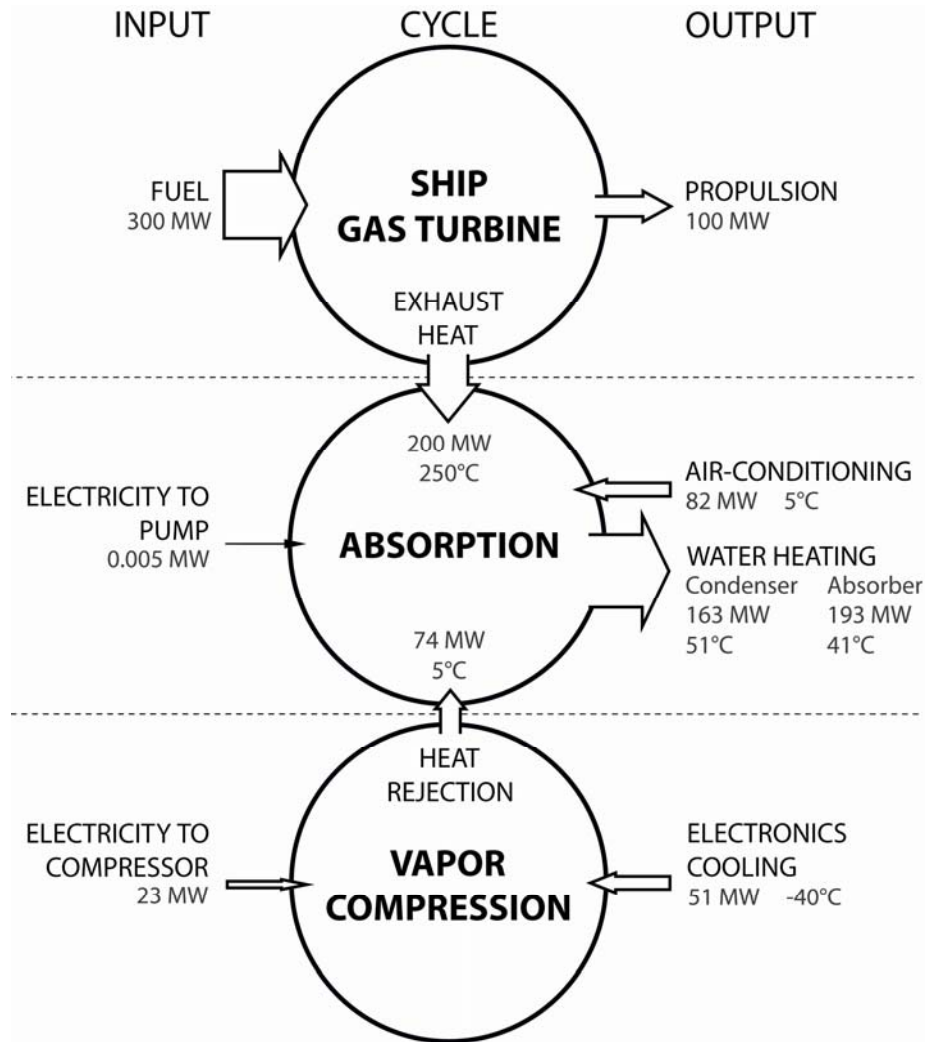 INPUT CYCLE OUTPUT
FUEL
300 MW
SHIP
GAS TURBINE
PROPULSION
100 MW
EXHAUST
HEAT
200 MW
250°C
ELECTRICITY TO
PUMP
0.005 MW
ABSORPTION
AIR-CONDITIONING
82 MW 5°C
WATER HEATING
Condenser Absorber
163 MW 193 MW
51°C 41°C
74 MW
5°C
HEAT
REJECTION
ELECTRICITY TO
COMPRESSOR
23 MW
VAPOR
COMPRESSION
ELECTRONICS
COOLING
51 MW -40°C